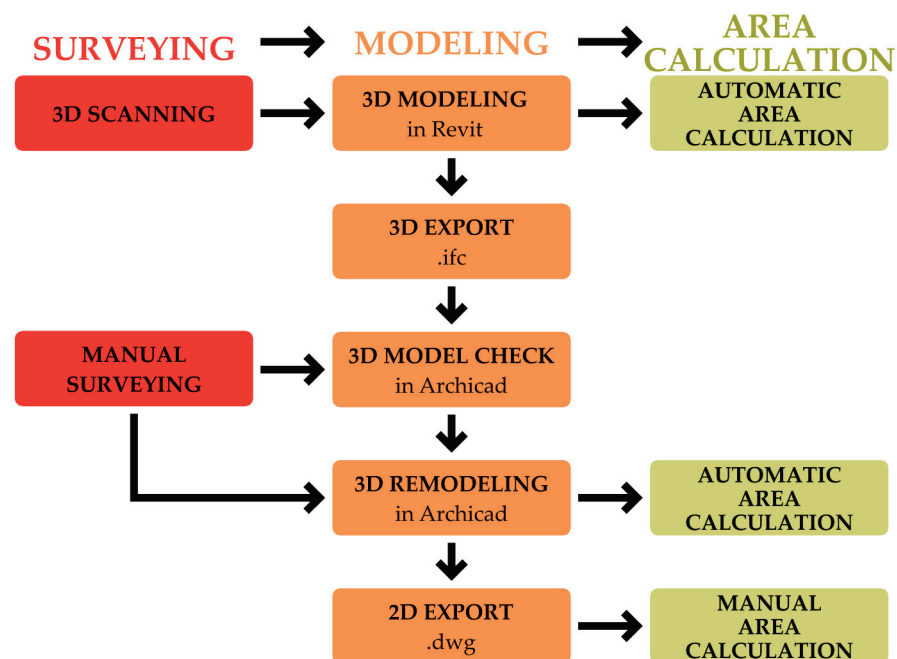 SURVEYING
MODELING
AREA
CALCULATION
3D SCANNING
3D MODELING
in Revit
AUTOMATIC
AREA
CALCULATION
3D EXPORT
.ifc
MANUAL
SURVEYING
3D MODEL CHECK
in Archicad
3D REMODELING
in Archicad
AUTOMATIC
AREA
CALCULATION
2D EXPORT
.dwg
MANUAL
AREA
CALCULATION